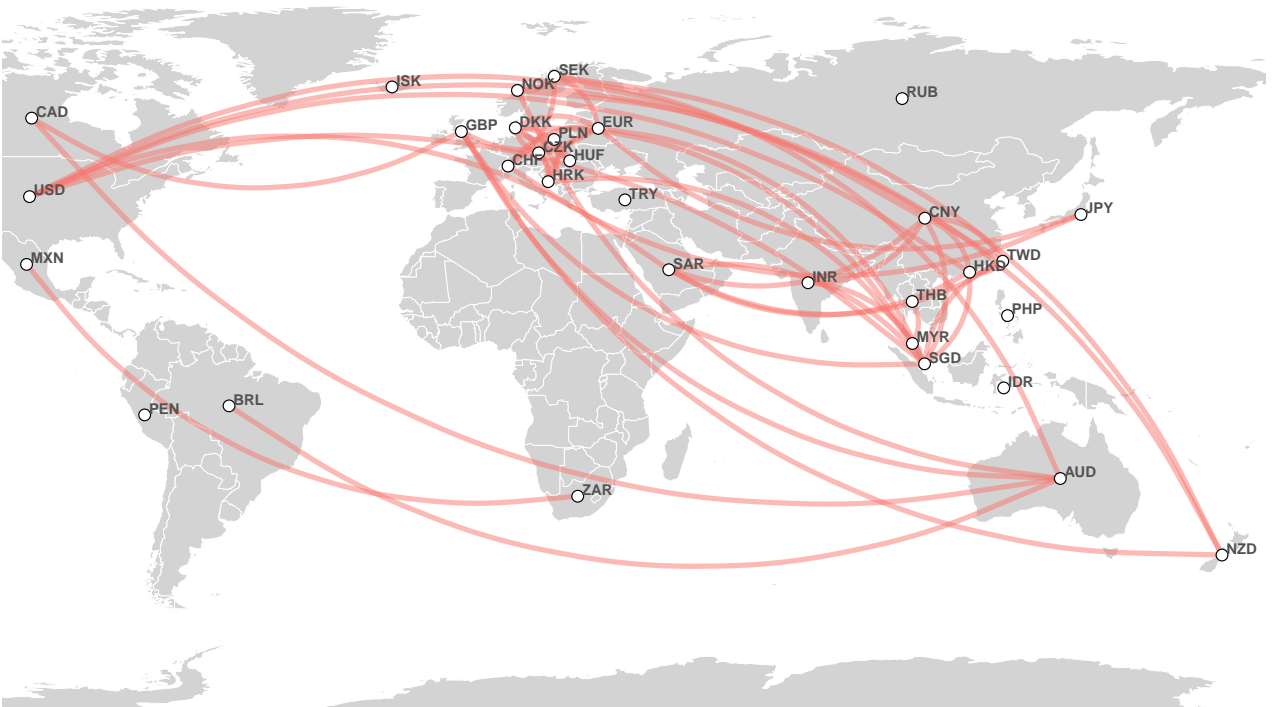 SEK
ISK
NOK
RUB
CAD
DKK
EUR
GBP
PLN
CZK
HUF
CHF
HRK
USD
TRY
JPY
CNY
MXN
TWD
SAR
HKD
INR
THB
PHP
MYR
SGD
IDR
BRL
PEN
AUD
ZAR
NZD